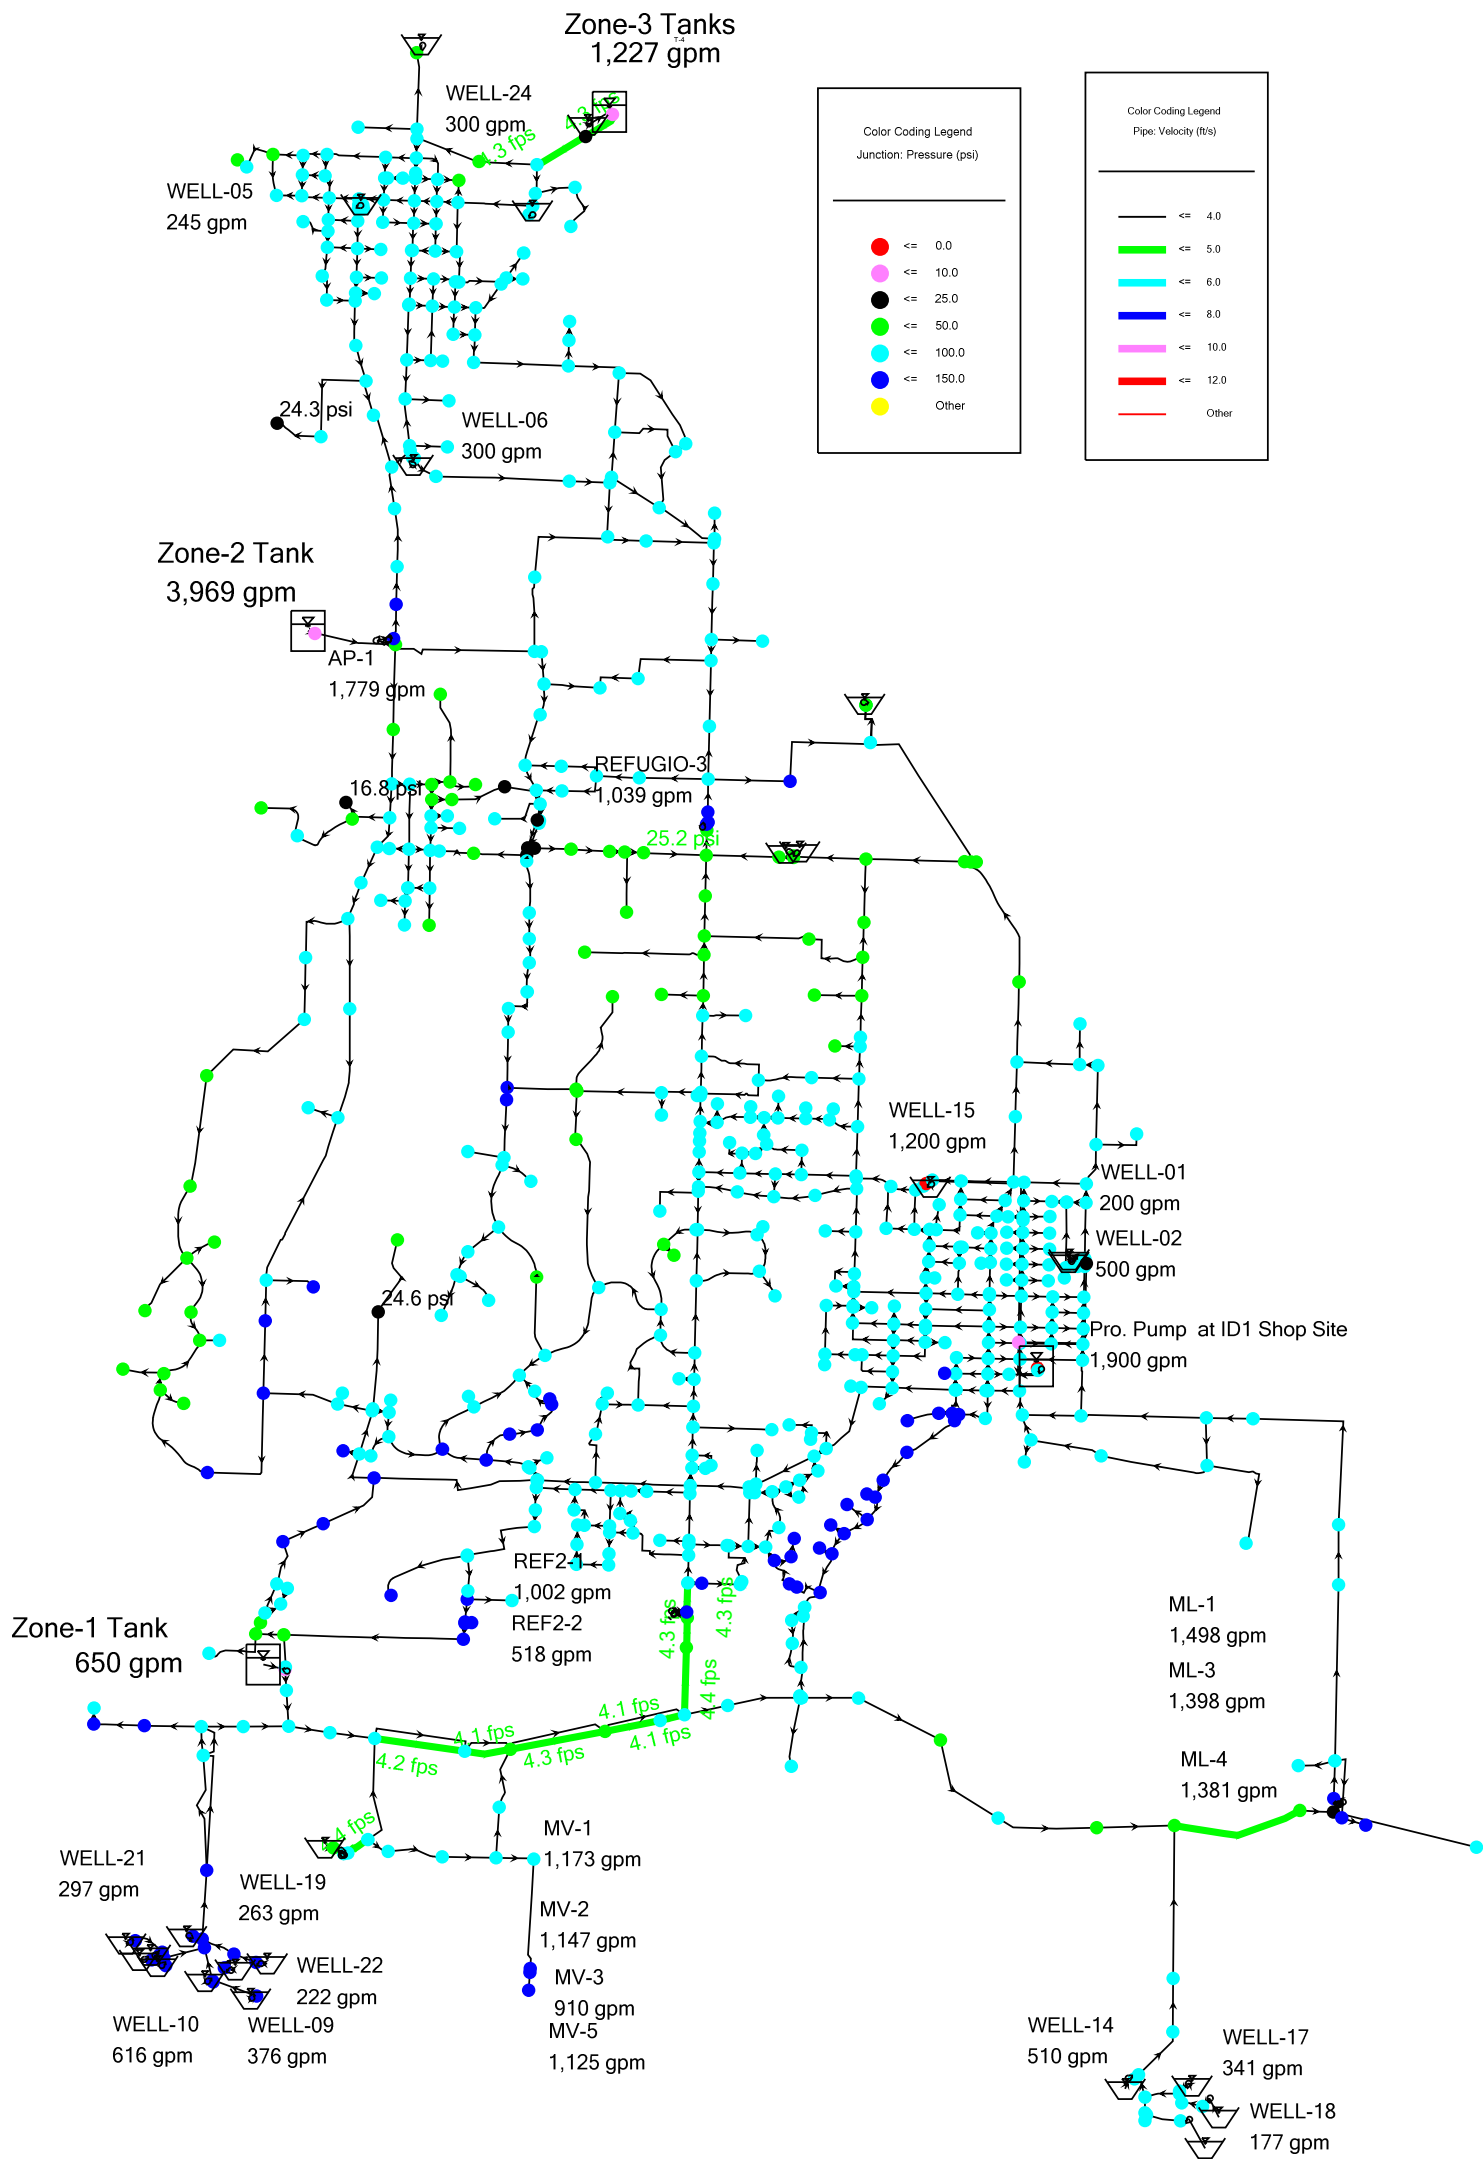 Zone-3 Tanks
T-4
1,227 gpm
WELL-24
300 gpm
4.3 fps
4.3 fps
WELL-05
245 gpm
Color Coding Legend
Junction: Pressure (psi)
<= 0.0
<= 10.0
<= 25.0
<= 50.0
<= 100.0
<= 150.0
Other
Color Coding Legend
Pipe: Velocity (ft/s)
<= 4.0
<= 5.0
<= 6.0
<= 8.0
<= 10.0
<= 12.0
Other
24.3 psi
WELL-06
300 gpm
Zone-2 Tank
3,969 gpm
AP-1
1,779 gpm
REFUGIO-3
1,039 gpm
16.8 psi
25.2 psi
WELL-15
1,200 gpm
WELL-01
200 gpm
WELL-02
500 gpm
24.6 psi
Pro. Pump at ID1 Shop Site
1,900 gpm
REF2-1
1,002 gpm
REF2-2
518 gpm
4.3 fps
4.3 fps
4.4 fps
Zone-1 Tank
650 gpm
ML-1
1,498 gpm
ML-3
1,398 gpm
ML-4
1,381 gpm
4.1 fps
4.1 fps
4.2 fps
4.3 fps
4.1 fps
MV-1
1,173 gpm
MV-2
1,147 gpm
MV-3
910 gpm
MV-5
1,125 gpm
WELL-21
297 gpm
WELL-19
263 gpm
WELL-22
222 gpm
WELL-10
616 gpm
WELL-09
376 gpm
WELL-14
510 gpm
WELL-17
341 gpm
WELL-18
177 gpm